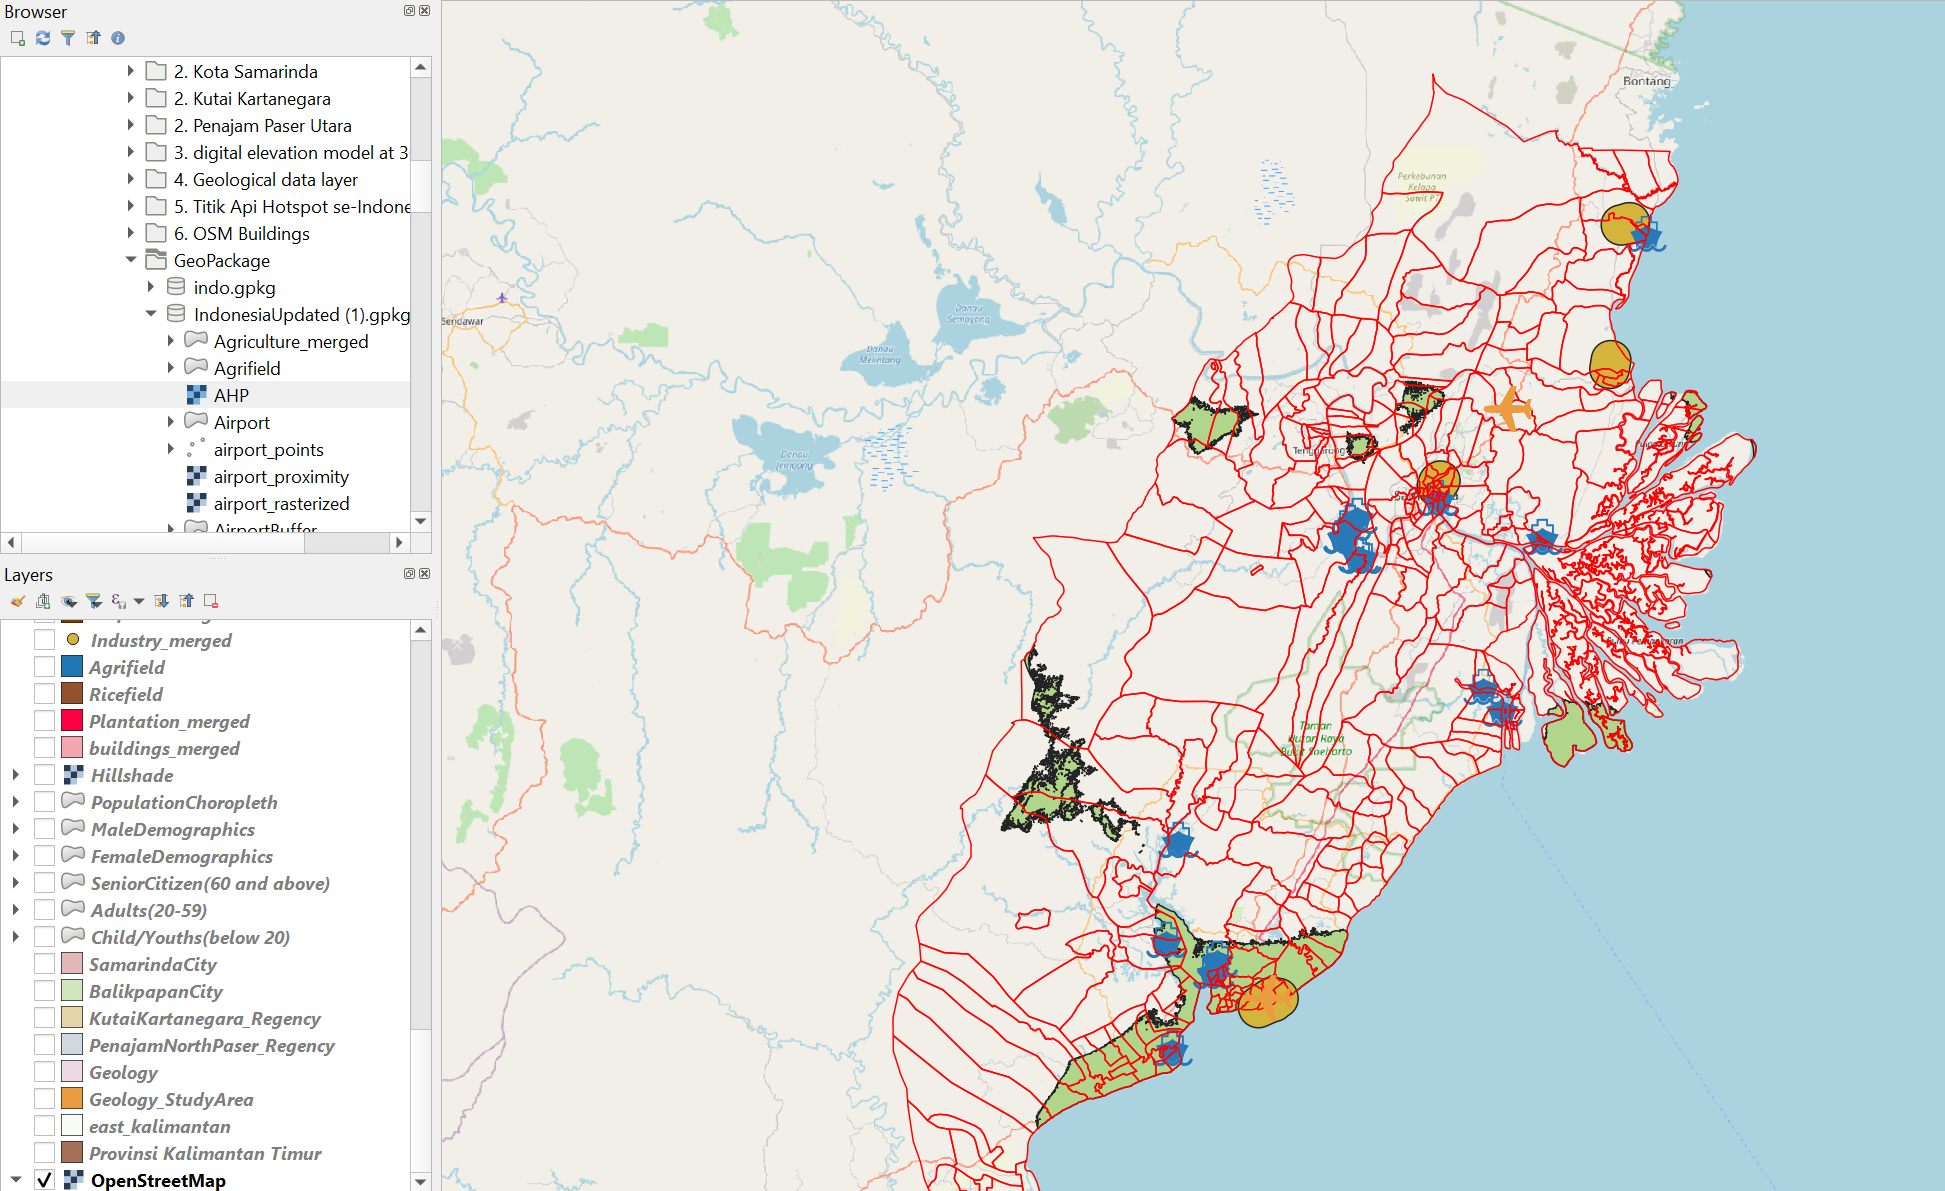 Browser
2. Kota Samarinda
2. Kutai Kartanegara
2. Penajam Paser Utara
3. digital elevation model at 3
4. Geological data layer
5. Titik Api Hotspot se-Indone
6. OSM Buildings
GeoPackage
indo.gpkg
IndonesiaUpdated (1).gpkg
Agriculture_merged
Agrifield
AHP
Airport
airport_points
airport_proximity
airport_rasterized
AirportBuffer
Layers
Industry_merged
Agrifield
Ricefield
Plantation_merged
buildings_merged
Hillshade
PopulationChoropleth
MaleDemographics
FemaleDemographics
SeniorCitizen(60 and above)
Adults(20-59)
Child/Youths(below 20)
SamarindaCity
BalikpapanCity
KutaiKartanegara_Regency
PenajamNorthPaser_Regency
Geology
Geology_StudyArea
east_kalimantan
Provinsi Kalimantan Timur
OpenStreetMap
Bontang
Perkebunan
Kelapa
Sawit PT
Sendawar
Danau
Semayang
Danau
Melintang
Danau
Jempang
Taman
Hutan Raya
Bukit Soeharto